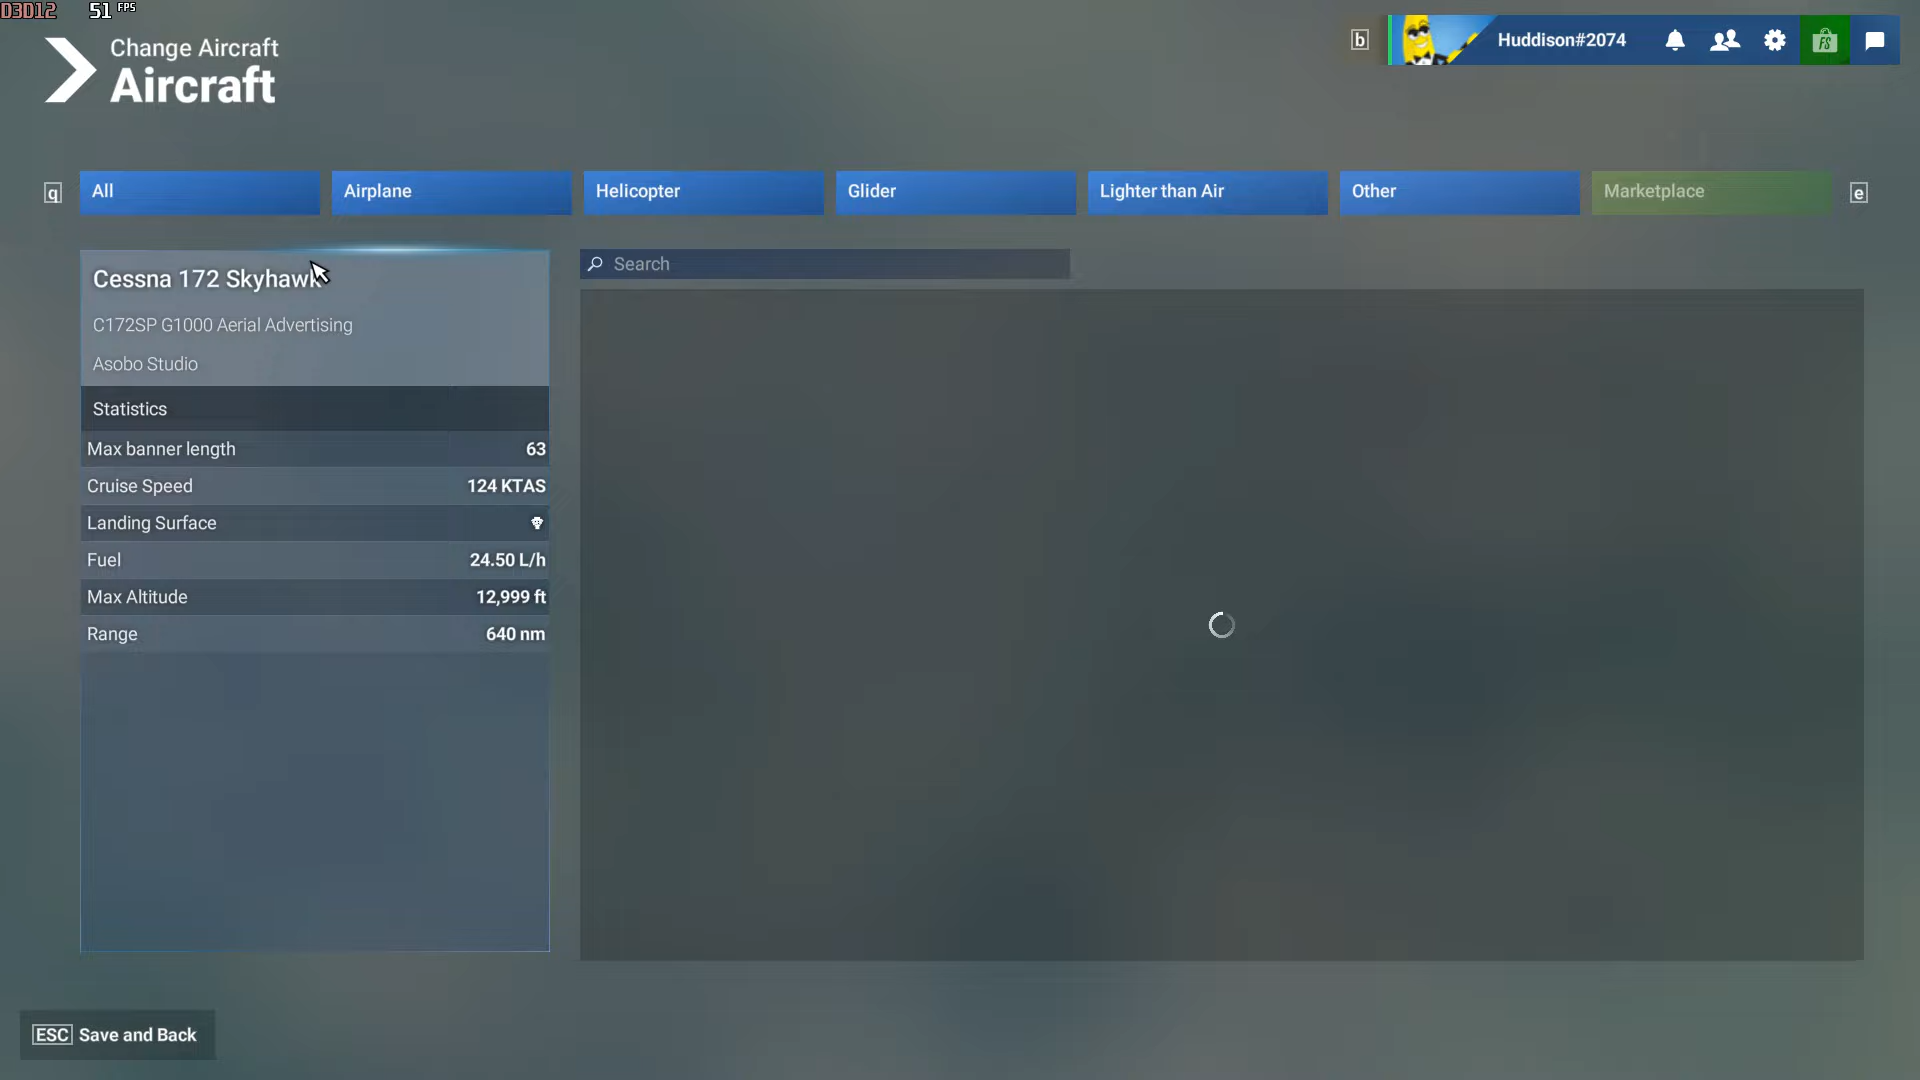 D3D12 51 FPS
Change Aircraft
Aircraft
b Huddison#2074 FS
q All Airplane Helicopter Glider Lighter than Air Other Marketplace e
Cessna 172 Skyhawk
C172SP G1000 Aerial Advertising
Asobo Studio
Statistics
Max banner length 63
Cruise Speed 124 KTAS
Landing Surface
Fuel 24.50 L/h
Max Altitude 12,999 ft
Range 640 nm
Search
ESC Save and Back